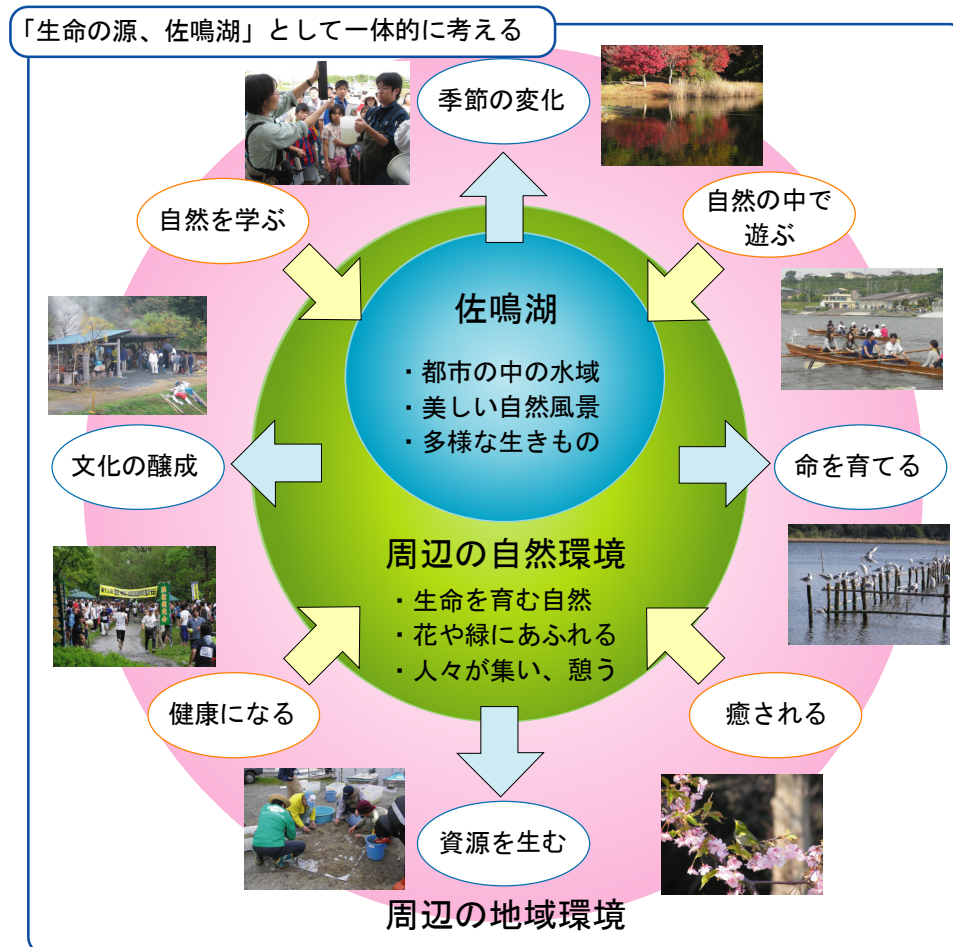 「生命の源、佐鳴湖」として一体的に考える
季節の変化
自然を学ぶ
自然の中で
遊ぶ
佐鳴湖
・都市の中の水域
・美しい自然風景
・多様な生きもの
文化の醸成
命を育てる
周辺の自然環境
・生命を育む自然
・花や緑にあふれる
・人々が集い、憩う
健康になる
癒される
資源を生む
周辺の地域環境